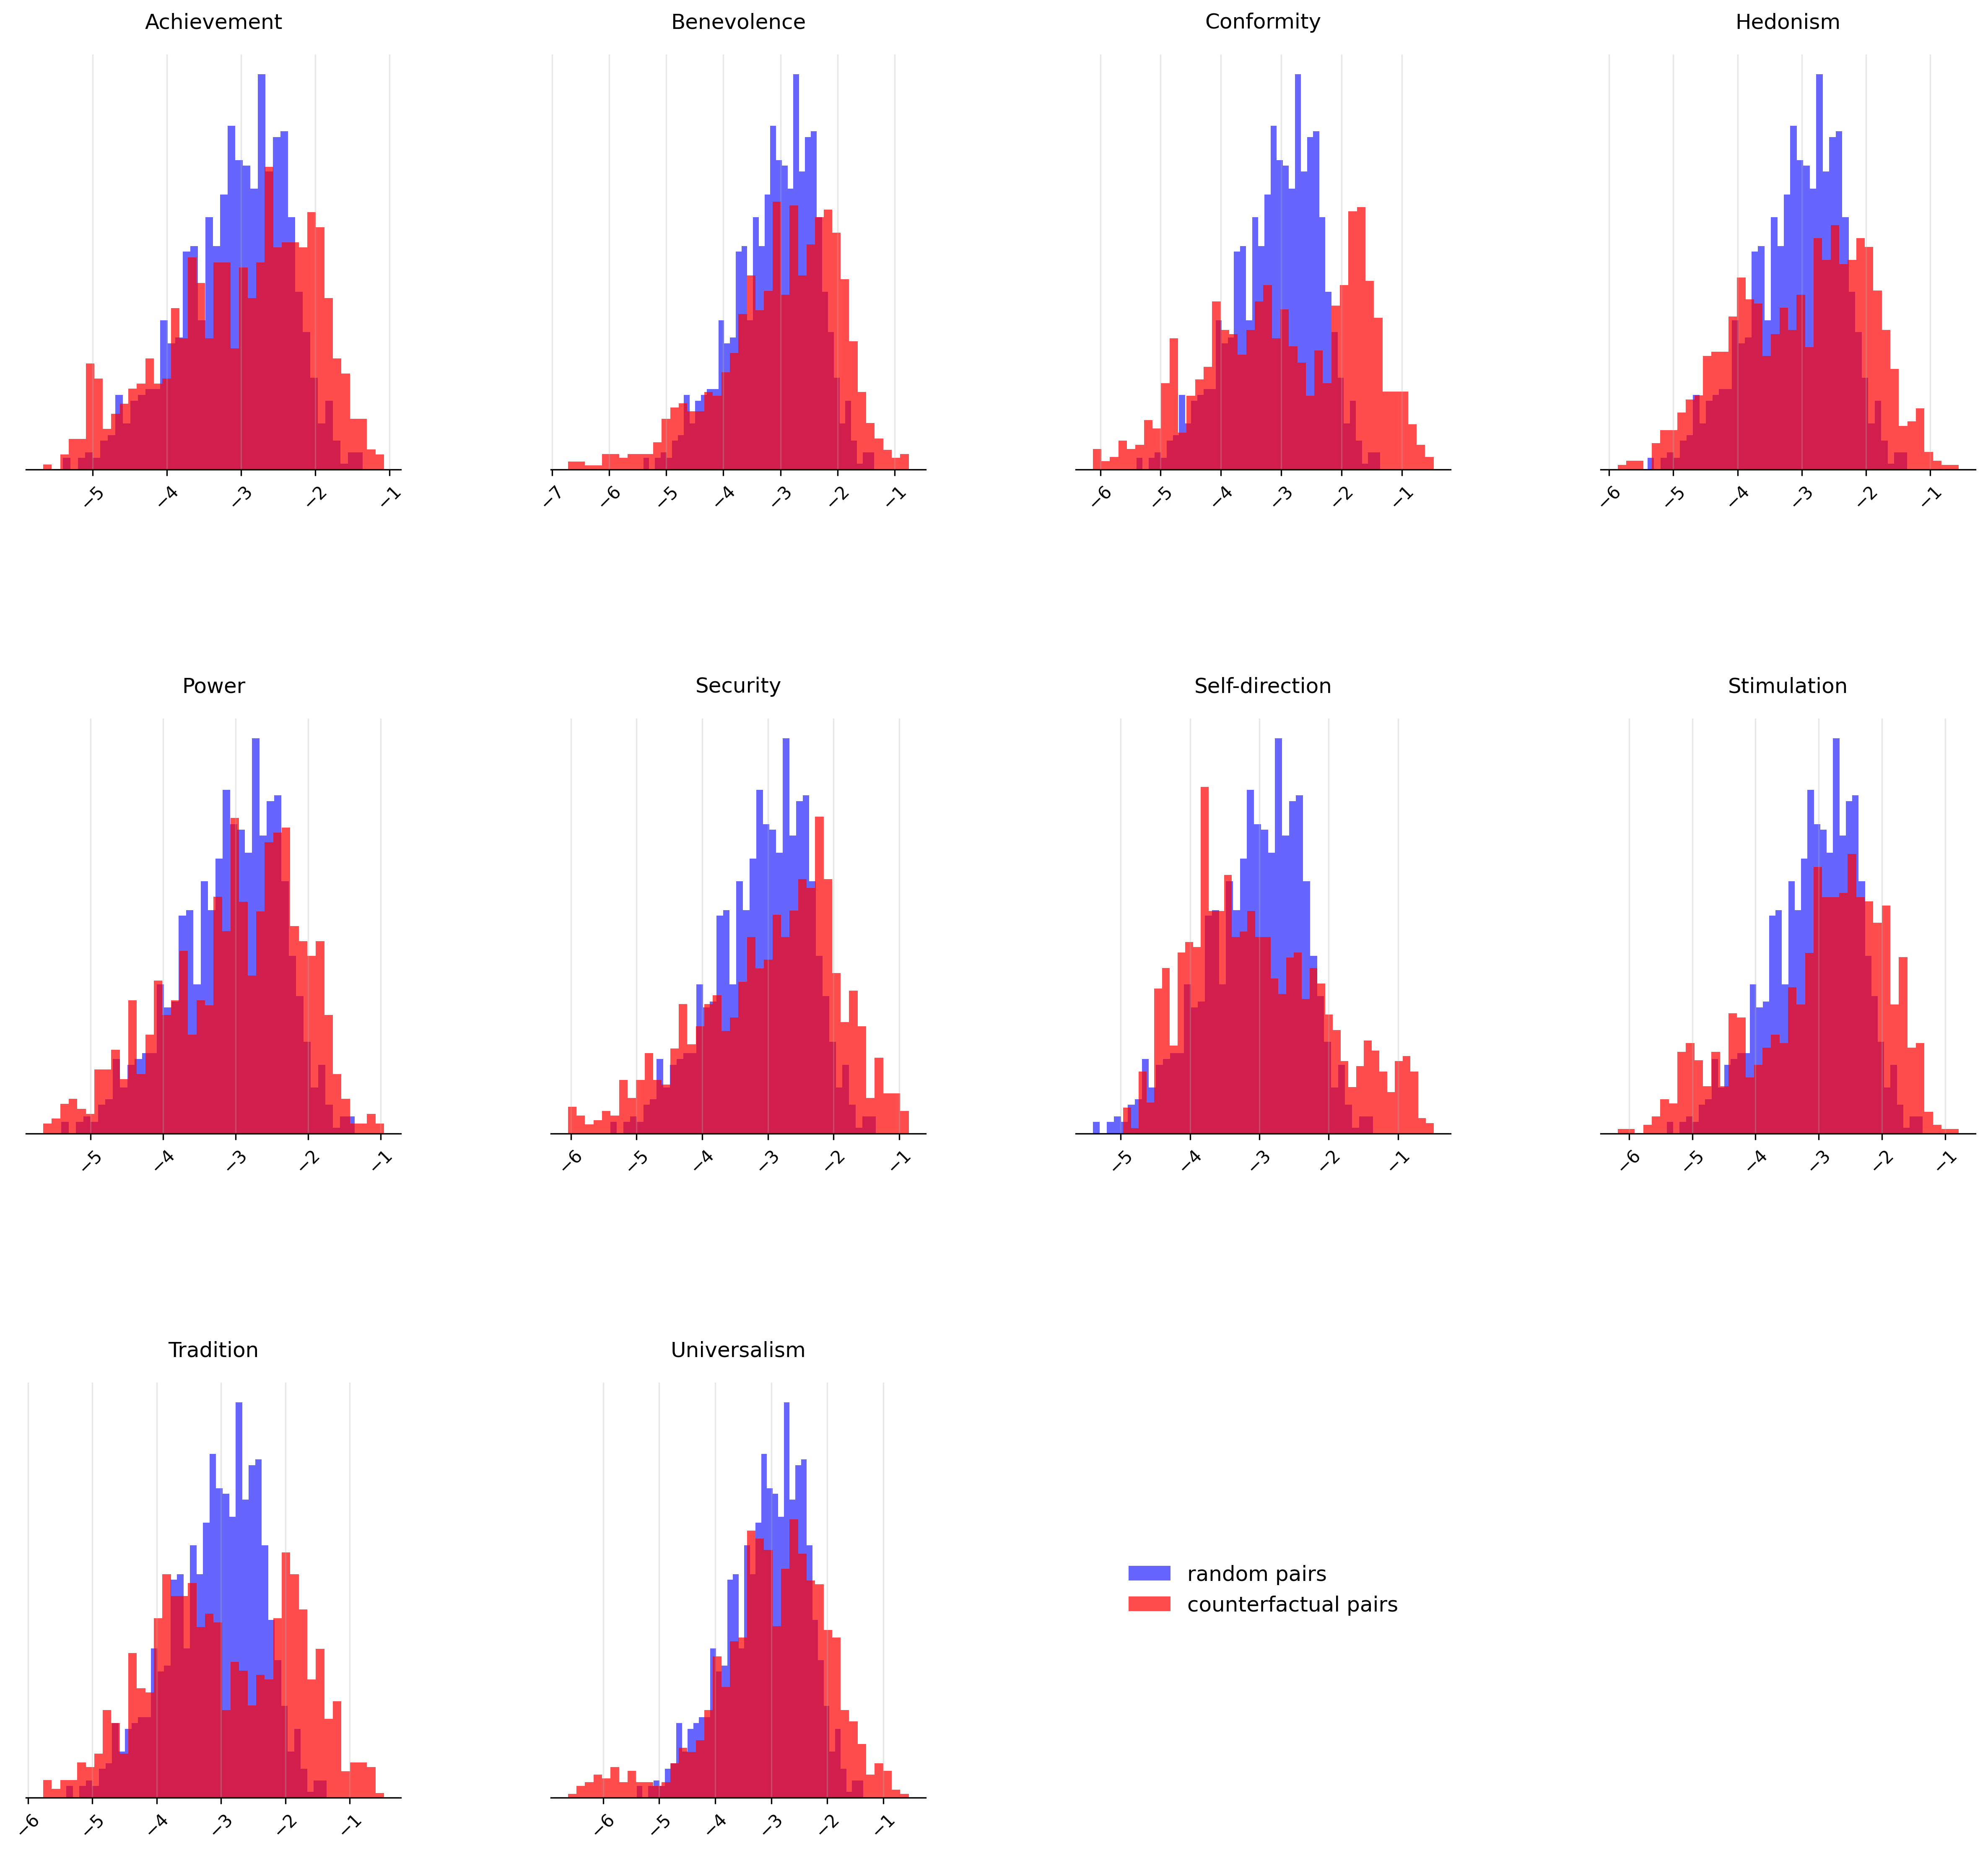 Achievement Benevolence Conformity Hedonism
−5 −4 −3 −2 −1 −7 −6 −5 −4 −3 −2 −1 −6 −5 −4 −3 −2 −1 −6 −5 −4 −3 −2 −1
Power Security Self-direction Stimulation
−5 −4 −3 −2 −1 −6 −5 −4 −3 −2 −1 −5 −4 −3 −2 −1 −6 −5 −4 −3 −2 −1
Tradition Universalism
random pairs
counterfactual pairs
−6 −5 −4 −3 −2 −1 −6 −5 −4 −3 −2 −1